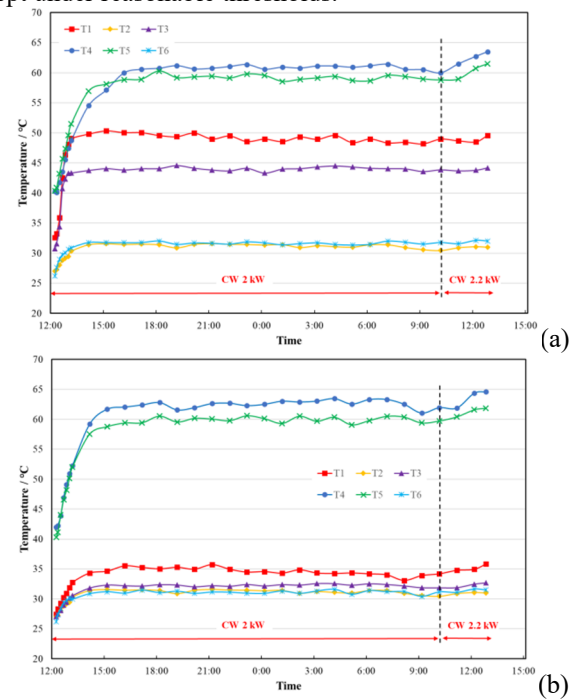 pt under reasonable thresholds.
70
65
60
55
50
45
40
35
30
25
20
Temperature / ℃
T1 T2 T3
T4 T5 T6
CW 2 kW
CW 2.2 kW
12:00 15:00 18:00 21:00 0:00 3:00 6:00 9:00 12:00 15:00
Time
(a)
70
65
60
55
50
45
40
35
30
25
20
Temperature / ℃
T1 T2 T3
T4 T5 T6
CW 2 kW
CW 2.2 kW
12:00 15:00 18:00 21:00 0:00 3:00 6:00 9:00 12:00 15:00
Time
(b)